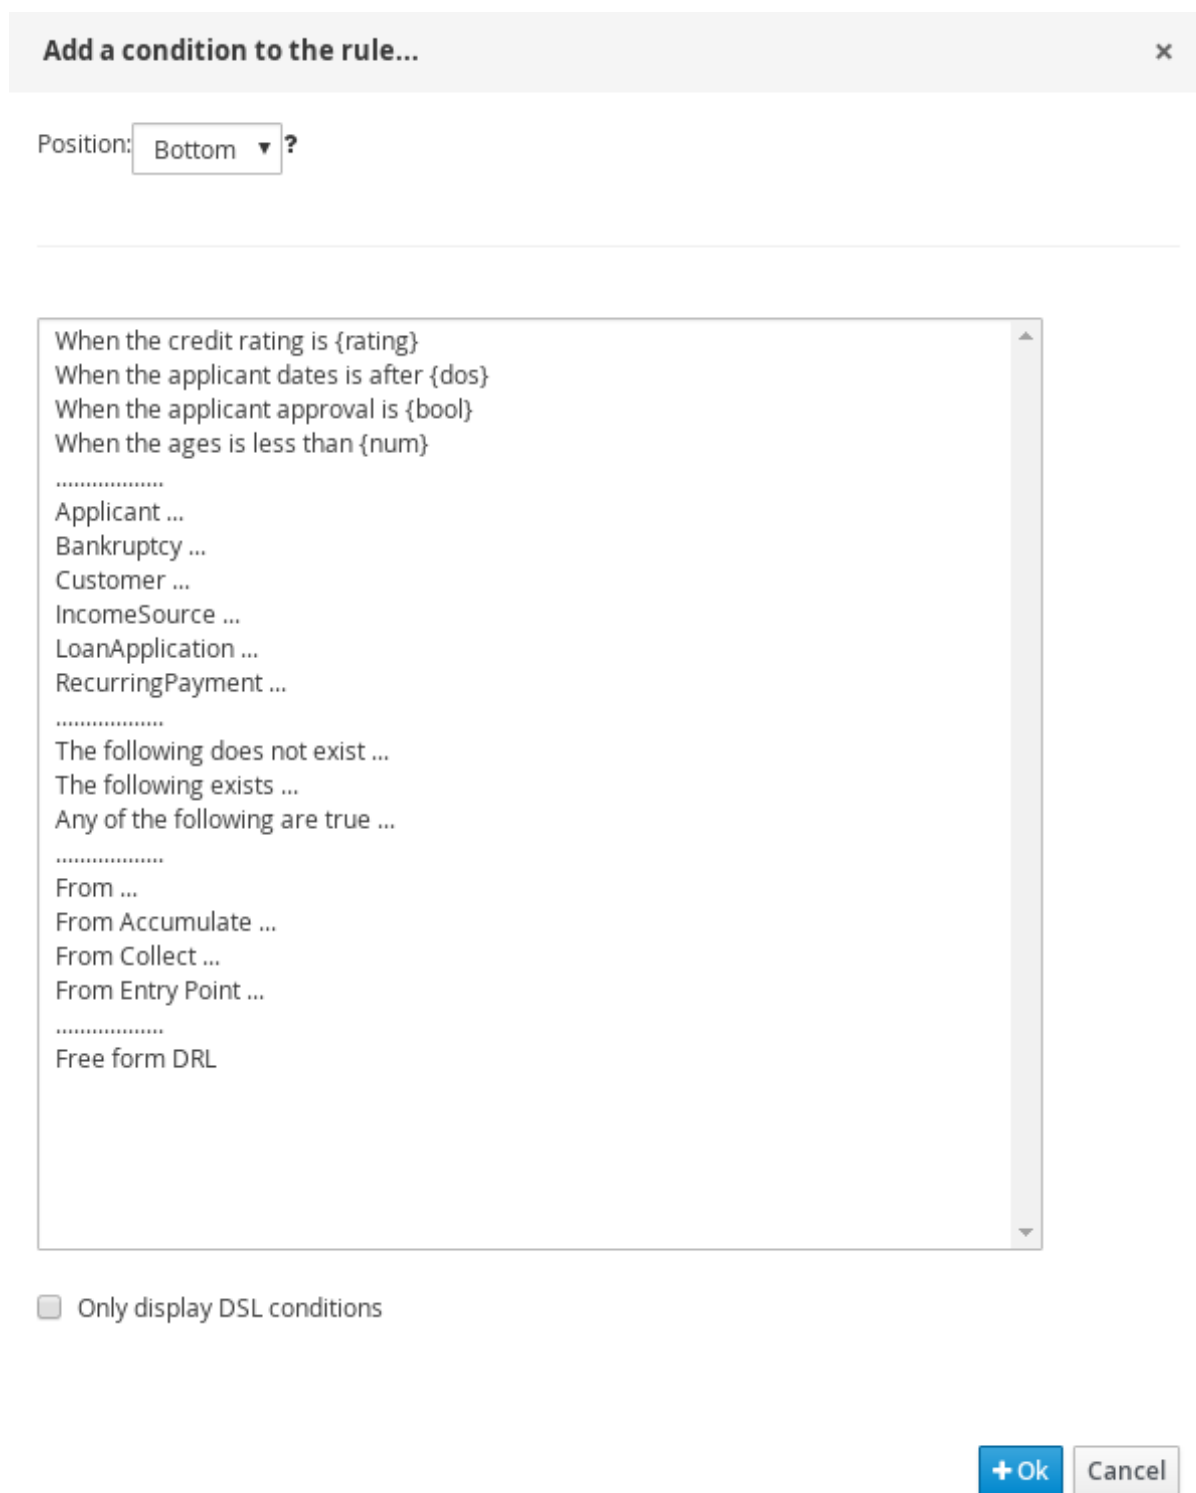 Add a condition to the rule...
×
Position: Bottom ▼ ?
When the credit rating is {rating}
When the applicant dates is after {dos}
When the applicant approval is {bool}
When the ages is less than {num}
..................
Applicant ...
Bankruptcy ...
Customer ...
IncomeSource ...
LoanApplication ...
RecurringPayment ...
..................
The following does not exist ...
The following exists ...
Any of the following are true ...
..................
From ...
From Accumulate ...
From Collect ...
From Entry Point ...
..................
Free form DRL
Only display DSL conditions
+ Ok Cancel